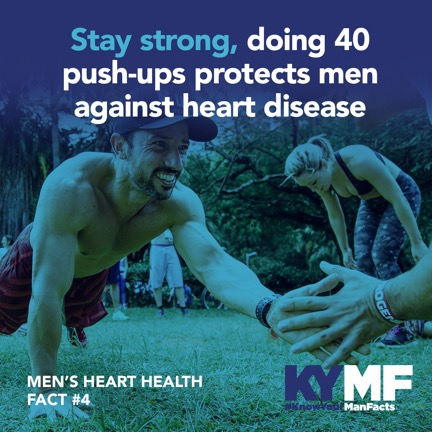 Stay strong, doing 40
push-ups protects men
against heart disease
MEN'S HEART HEALTH
FACT #4
KYMF
#KnowYourManFacts